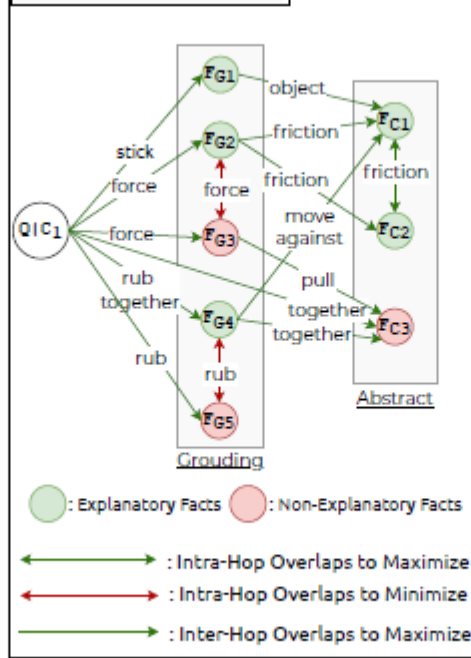 F_G1
object
F_G2
friction
F_C1
stick
force
force
friction
friction
QIC_1
force
F_G3
move
against
F_C2
rub
together
pull
F_G4
together
together
F_C3
rub
rub
F_G5
Abstract
Grouding
: Explanatory Facts
: Non-Explanatory Facts
: Intra-Hop Overlaps to Maximize
: Intra-Hop Overlaps to Minimize
: Inter-Hop Overlaps to Maximize